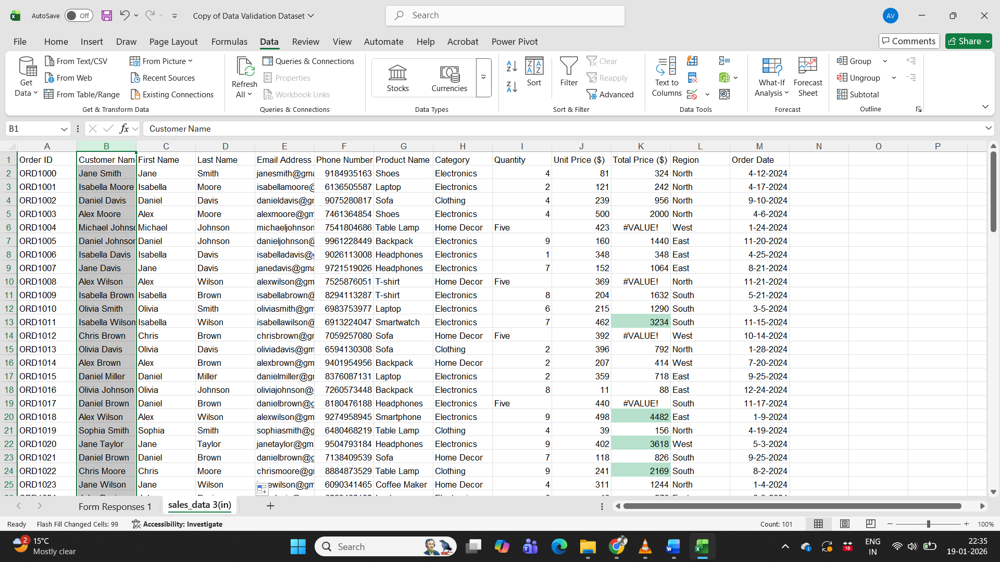 AutoSave Off Copy of Data Validation Dataset Search AV
File Home Insert Draw Page Layout Formulas Data Review View Automate Help Acrobat Power Pivot Comments Share
Get Data
From Text/CSV
From Web
From Table/Range
From Picture
Recent Sources
Existing Connections
Get & Transform Data
Refresh All
Queries & Connections
Properties
Workbook Links
Queries & Connections
Stocks
Currencies
Data Types
Sort
Filter
Clear
Reapply
Advanced
Sort & Filter
Text to Columns
Data Tools
What-If Analysis
Forecast Sheet
Forecast
Group
Ungroup
Subtotal
Outline
B1 fx Customer Name
A B C D E F G H I J K L M N O P
1 Order ID Customer Nam First Name Last Name Email Address Phone Number Product Name Category Quantity Unit Price ($) Total Price ($) Region Order Date
2 ORD1000 Jane Smith Jane Smith janesmith@gma 9184935163 Shoes Electronics 4 81 324 North 4-12-2024
3 ORD1001 Isabella Moore Isabella Moore isabellamoore@ 6136505587 Laptop Electronics 2 121 242 North 4-17-2024
4 ORD1002 Daniel Davis Daniel Davis danieldavis@gr 9075280817 Sofa Clothing 4 239 956 North 9-10-2024
5 ORD1003 Alex Moore Alex Moore alexmoore@gm 7461364854 Shoes Electronics 4 500 2000 North 4-6-2024
6 ORD1004 Michael Johnso Michael Johnson michaeljohnson 7541804686 Table Lamp Home Decor Five 423 #VALUE! West 1-24-2024
7 ORD1005 Daniel Johnson Daniel Johnson danieljohnson@ 9961228449 Backpack Electronics 9 160 1440 East 11-20-2024
8 ORD1006 Isabella Davis Isabella Davis isabelladavis@g 9026113008 Headphones Electronics 1 348 348 East 4-25-2024
9 ORD1007 Jane Davis Jane Davis janedavis@gma 9721519026 Headphones Electronics 7 152 1064 East 8-21-2024
10 ORD1008 Alex Wilson Alex Wilson alexwilson@gm 7525876051 T-shirt Home Decor Five 369 #VALUE! North 11-21-2024
11 ORD1009 Isabella Brown Isabella Brown isabellabrown@ 8294113287 T-shirt Electronics 8 204 1632 South 5-21-2024
12 ORD1010 Olivia Smith Olivia Smith oliviasmith@gm 6983753977 Laptop Electronics 6 215 1290 South 3-5-2024
13 ORD1011 Isabella Wilson Isabella Wilson isabellawilson@ 6913224047 Smartwatch Electronics 7 462 3234 South 11-15-2024
14 ORD1012 Chris Brown Chris Brown chrisbrown@gr 7059257080 Sofa Home Decor Five 392 #VALUE! West 10-14-2024
15 ORD1013 Olivia Davis Olivia Davis oliviadavis@gm 6594130308 Sofa Clothing 2 396 792 North 1-28-2024
16 ORD1014 Alex Brown Alex Brown alexbrown@gm 9401954956 Backpack Home Decor 2 207 414 West 7-20-2024
17 ORD1015 Daniel Miller Daniel Miller danielmiller@gr 8376087131 Laptop Electronics 2 359 718 East 9-25-2024
18 ORD1016 Olivia Johnson Olivia Johnson oliviajohnson@ 7260573448 Backpack Electronics 8 11 88 East 12-24-2024
19 ORD1017 Daniel Brown Daniel Brown danielbrown@g 8180476188 Headphones Electronics Five 440 #VALUE! South 11-17-2024
20 ORD1018 Alex Wilson Alex Wilson alexwilson@gm 9274958945 Smartphone Electronics 9 498 4482 East 1-9-2024
21 ORD1019 Sophia Smith Sophia Smith sophiasmith@g 6480468219 Table Lamp Clothing 4 39 156 North 4-19-2024
22 ORD1020 Jane Taylor Jane Taylor janetaylor@gm 9504793184 Headphones Electronics 9 402 3618 West 5-3-2024
23 ORD1021 Daniel Brown Daniel Brown danielbrown@g 7138409539 Sofa Home Decor 7 118 826 South 9-25-2024
24 ORD1022 Chris Moore Chris Moore chrismoore@gr 8884873529 Table Lamp Clothing 9 241 2169 South 8-2-2024
25 ORD1023 Jane Wilson Jane Wilson ewilson@gm 6090341465 Coffee Maker Home Decor 4 311 1244 North 1-4-2024
Form Responses 1 sales_data 3(in)
Ready Flash Fill Changed Cells: 99 Accessibility: Investigate Count: 101 100%
2 15°C
Mostly clear
Search
10
ENG
IN
22:35
19-01-2026